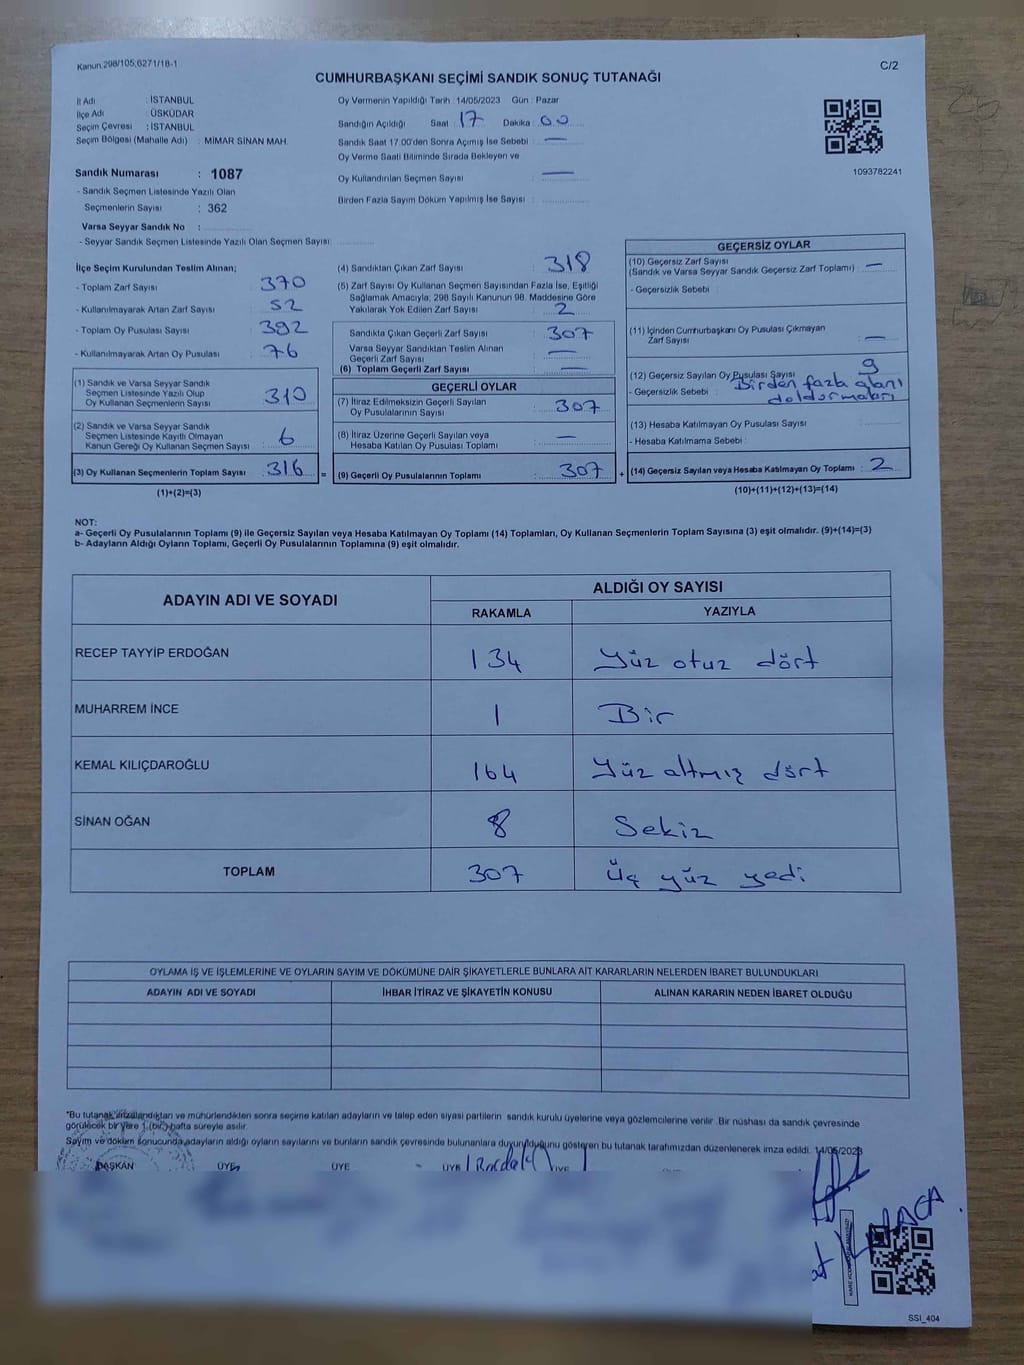 Kanun.298/105;6271/18-1
C/2
CUMHURBAŞKANI SEÇİMİ SANDIK SONUÇ TUTANAĞI
İl Adı : İSTANBUL
İlçe Adı : ÜSKÜDAR
Seçim Çevresi : İSTANBUL
Seçim Bölgesi (Mahalle Adı) : MİMAR SİNAN MAH.
Sandık Numarası : 1087
- Sandık Seçmen Listesinde Yazılı Olan
Seçmenlerin Sayısı : 362
Varsa Seyyar Sandık No :
- Seyyar Sandık Seçmen Listesinde Yazılı Olan Seçmen Sayısı:
Oy Vermenin Yapıldığı Tarih : 14/05/2023 Gün : Pazar
Sandığın Açıldığı Saat : 17 Dakika : 00
Sandık Saat 17:00'den Sonra Açımış İse Sebebi : —
Oy Verme Saati Bitiminde Sırada Bekleyen ve
Oy Kullandırılan Seçmen Sayısı : —
Birden Fazla Sayım Döküm Yapılmış İse Sayısı :
1093782241
İlçe Seçim Kurulundan Teslim Alınan;
- Toplam Zarf Sayısı : 370
- Kullanılmayarak Artan Zarf Sayısı : 52
- Toplam Oy Pusulası Sayısı : 392
- Kullanılmayarak Artan Oy Pusulası : 76
(1) Sandık ve Varsa Seyyar Sandık
Seçmen Listesinde Yazılı Olup
Oy Kullanan Seçmenlerin Sayısı : 310
(2) Sandık ve Varsa Seyyar Sandık
Seçmen Listesinde Kayıtlı Olmayan
Kanun Gereği Oy Kullanan Seçmen Sayısı : 6
(3) Oy Kullanan Seçmenlerin Toplam Sayısı : 316 =
(1)+(2)=(3)
(4) Sandıktan Çıkan Zarf Sayısı : 318
(5) Zarf Sayısı Oy Kullanan Seçmen Sayısından Fazla İse, Eşitliği
Sağlamak Amacıyla; 298 Sayılı Kanunun 98. Maddesine Göre
Yakılarak Yok Edilen Zarf Sayısı : 2
Sandıkta Çıkan Geçerli Zarf Sayısı : 307
Varsa Seyyar Sandıktan Teslim Alınan
Geçerli Zarf Sayısı : —
(6) Toplam Geçerli Zarf Sayısı : —
GEÇERLİ OYLAR
(7) İtiraz Edilmeksizin Geçerli Sayılan
Oy Pusulalarının Sayısı : 307
(8) İtiraz Üzerine Geçerli Sayılan veya
Hesaba Katılan Oy Pusulası Toplamı : —
(9) Geçerli Oy Pusulalarının Toplamı : 307 +
GEÇERSİZ OYLAR
(10) Geçersiz Zarf Sayısı
(Sandık ve Varsa Seyyar Sandık Geçersiz Zarf Toplamı) : —
- Geçersizlik Sebebi :
(11) İçinden Cumhurbaşkanı Oy Pusulası Çıkmayan
Zarf Sayısı : —
(12) Geçersiz Sayılan Oy Pusulası Sayısı : 9
- Geçersizlik Sebebi : Birden fazla alanı
doldurmaları
(13) Hesaba Katılmayan Oy Pusulası Sayısı :
- Hesaba Katılmama Sebebi :
(14) Geçersiz Sayılan veya Hesaba Katılmayan Oy Toplamı : 2
(10)+(11)+(12)+(13)=(14)
NOT:
a- Geçerli Oy Pusulalarının Toplamı (9) ile Geçersiz Sayılan veya Hesaba Katılmayan Oy Toplamı (14) Toplamları, Oy Kullanan Seçmenlerin Toplam Sayısına (3) eşit olmalıdır. (9)+(14)=(3)
b- Adayların Aldığı Oyların Toplamı, Geçerli Oy Pusulalarının Toplamına (9) eşit olmalıdır.
ADAYIN ADI VE SOYADI
ALDIĞI OY SAYISI
RAKAMLA YAZIYLA
RECEP TAYYİP ERDOĞAN 134 Yüz otuz dört
MUHARREM İNCE 1 Bir
KEMAL KILIÇDAROĞLU 164 Yüz altmış dört
SİNAN OĞAN 8 Sekiz
TOPLAM 307 Üç yüz yedi
OYLAMA İŞ VE İŞLEMLERİNE VE OYLARIN SAYIM VE DÖKÜMÜNE DAİR ŞİKAYETLERLE BUNLARA AİT KARARLARIN NELERDEN İBARET BULUNDUKLARI
ADAYIN ADI VE SOYADI İHBAR İTİRAZ VE ŞİKAYETİN KONUSU ALINAN KARARIN NEDEN İBARET OLDUĞU
*Bu tutanak imzalandıktan ve mühürlendikten sonra seçime katılan adayların ve talep eden siyasi partilerin sandık kurulu üyelerine veya gözlemcilerine verilir. Bir nüshası da sandık çevresinde
görülecek bir yere 1 (bir) hafta süreyle asılır.
Sayım ve döküm sonucunda adayların aldığı oyların sayılarını ve bunların sandık çevresinde bulunanlara duyurulduğunu gösteren bu tutanak tarafımızdan düzenlenerek imza edildi. 14/05/2023
BAŞKAN ÜYE ÜYE ÜYE ÜYE
SSI_404